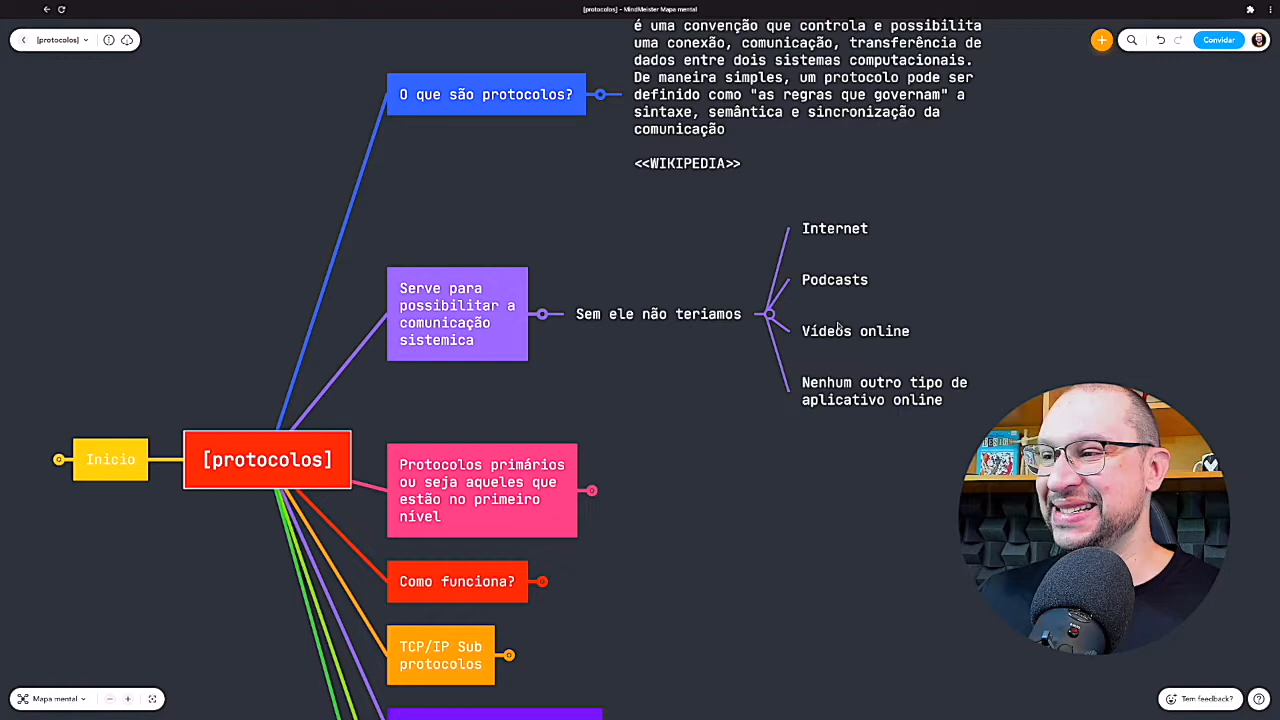 [protocolos] - MindMeister Mapa mental
[protocolos]
Convidar
é uma convenção que controla e possibilita
uma conexão, comunicação, transferência de
dados entre dois sistemas computacionais.
De maneira simples, um protocolo pode ser
definido como "as regras que governam" a
sintaxe, semântica e sincronização da
comunicação
<<WIKIPEDIA>>
O que são protocolos?
Internet
Podcasts
Vídeos online
Nenhum outro tipo de
aplicativo online
Serve para
possibilitar a
comunicação
sistemica
Sem ele não teriamos
Inicio
[protocolos]
Protocolos primários
ou seja aqueles que
estão no primeiro
nível
Como funciona?
TCP/IP Sub
protocolos
Mapa mental
Tem feedback?